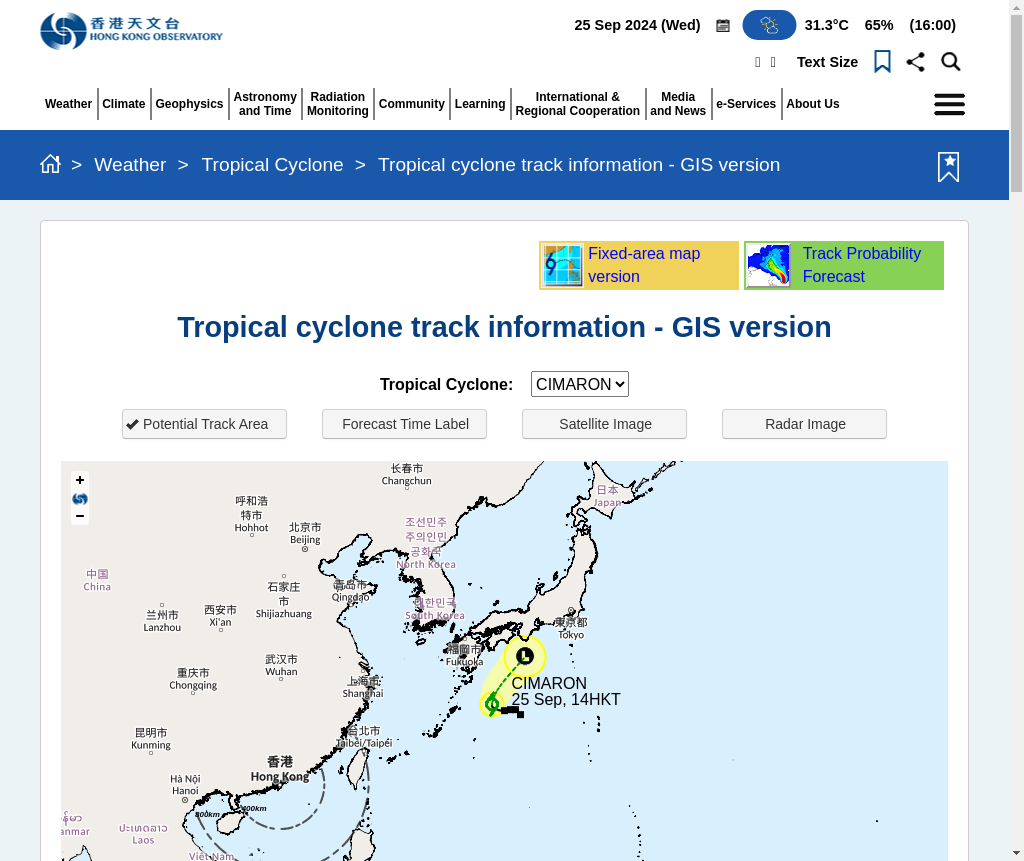 香港天文台
HONG KONG OBSERVATORY
25 Sep 2024 (Wed) 31.3°C 65% (16:00)
Text Size
Weather Climate Geophysics Astronomy and Time Radiation Monitoring Community Learning International & Regional Cooperation Media and News e-Services About Us
> Weather > Tropical Cyclone > Tropical cyclone track information - GIS version
Fixed-area map version
Track Probability Forecast
Tropical cyclone track information - GIS version
Tropical Cyclone: CIMARON
Potential Track Area Forecast Time Label Satellite Image Radar Image
+
−
长春市
Changchun
日本
Japan
呼和浩
特市
Hohhot
北京市
Beijing
조선민주
주의인민
공화국
North Korea
中国
China
石家庄
市
Shijiazhuang
青岛市
Qingdao
대한민국
South Korea
兰州市
Lanzhou
西安市
Xi'an
東京都
Tokyo
福岡市
Fukuoka
武汉市
Wuhan
重庆市
Chongqing
上海市
Shanghai
L
CIMARON
25 Sep, 14HKT
昆明市
Kunming
台北市
Taibei/Taipei
香港
Hong Kong
Hà Nội
Hanoi
400km
800km
anmar
ປະເທດລາວ
Laos
Việt Nam